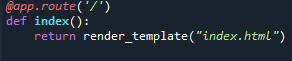 @app.route('/')
def index():
    return render_template("index.html")